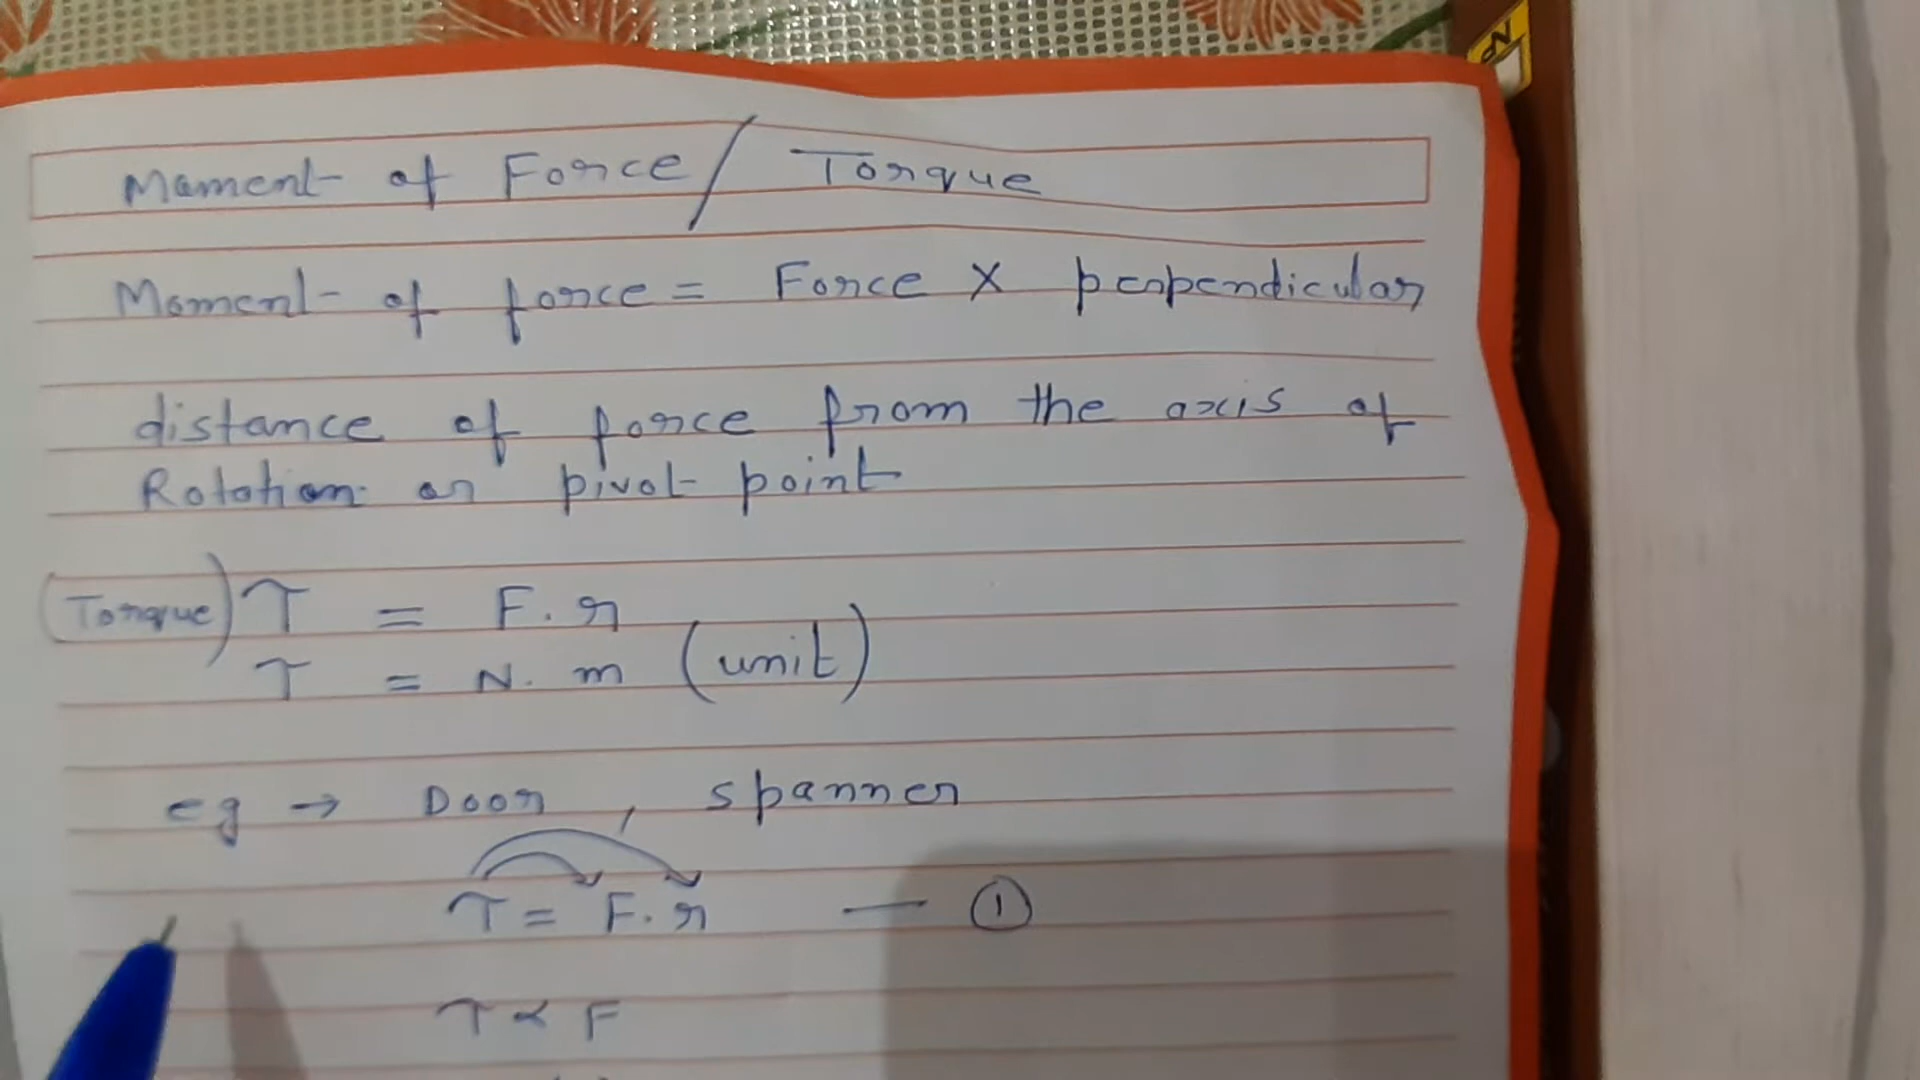 Mament of Force / Torque
Moment of force = Force X perpendicular
distance of force from the axis of
Rotation or pivot point
(Torque) τ = F. r
τ = N. m (unit)
eg → Door , spanner
τ = F. r — ①
τ ∝ F